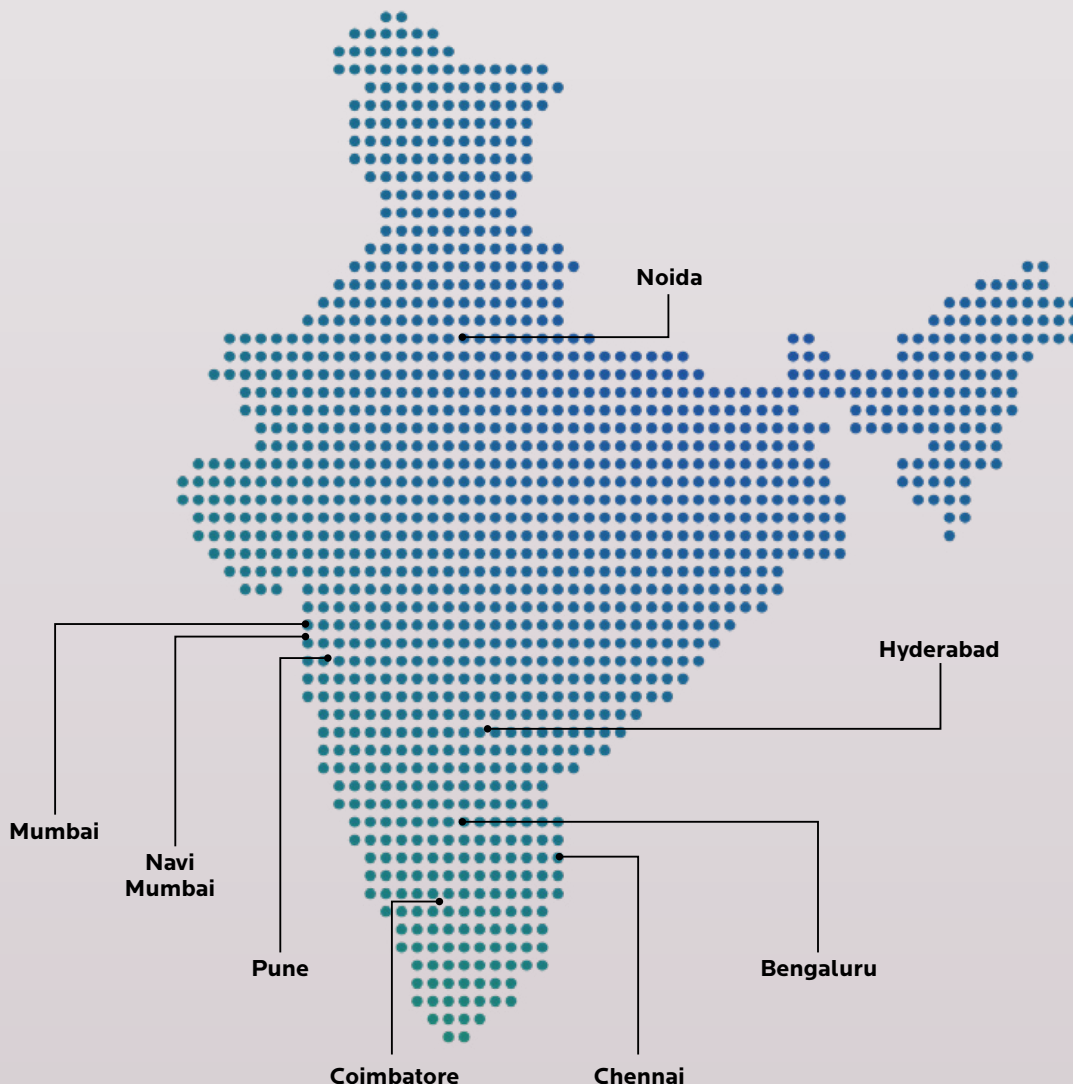 Noida
Hyderabad
Mumbai
Navi
Mumbai
Pune
Bengaluru
Coimbatore
Chennai